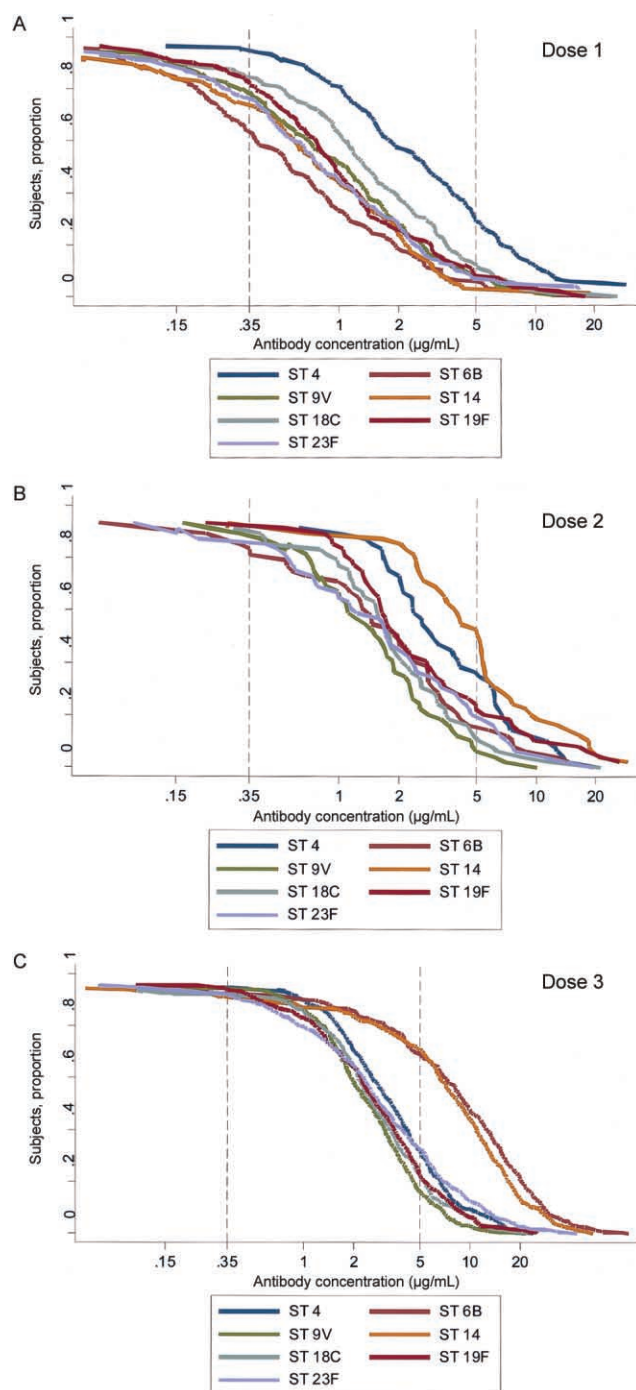 A
Dose 1
Subjects, proportion
0 .2 .4 .6 .8 1
.15 .35 1 2 5 10 20
Antibody concentration (µg/mL)
ST 4 ST 6B
ST 9V ST 14
ST 18C ST 19F
ST 23F
B
Dose 2
Subjects, proportion
0 .2 .4 .6 .8 1
.15 .35 1 2 5 10 20
Antibody concentration (µg/mL)
ST 4 ST 6B
ST 9V ST 14
ST 18C ST 19F
ST 23F
C
Dose 3
Subjects, proportion
0 .2 .4 .6 .8 1
.15 .35 1 2 5 10 20
Antibody concentration (µg/mL)
ST 4 ST 6B
ST 9V ST 14
ST 18C ST 19F
ST 23F